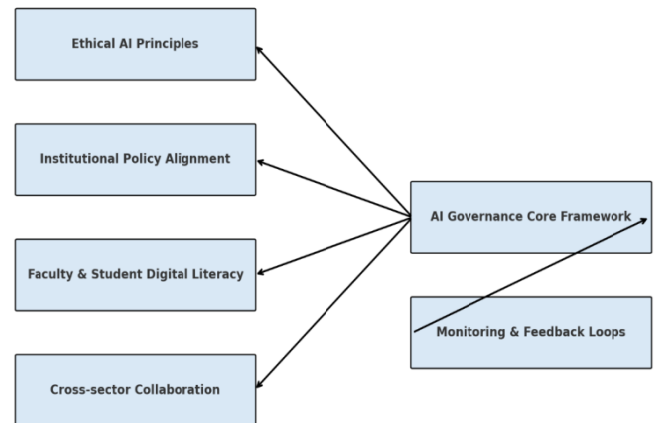 Ethical AI Principles
Institutional Policy Alignment
Faculty & Student Digital Literacy
Cross-sector Collaboration
AI Governance Core Framework
Monitoring & Feedback Loops